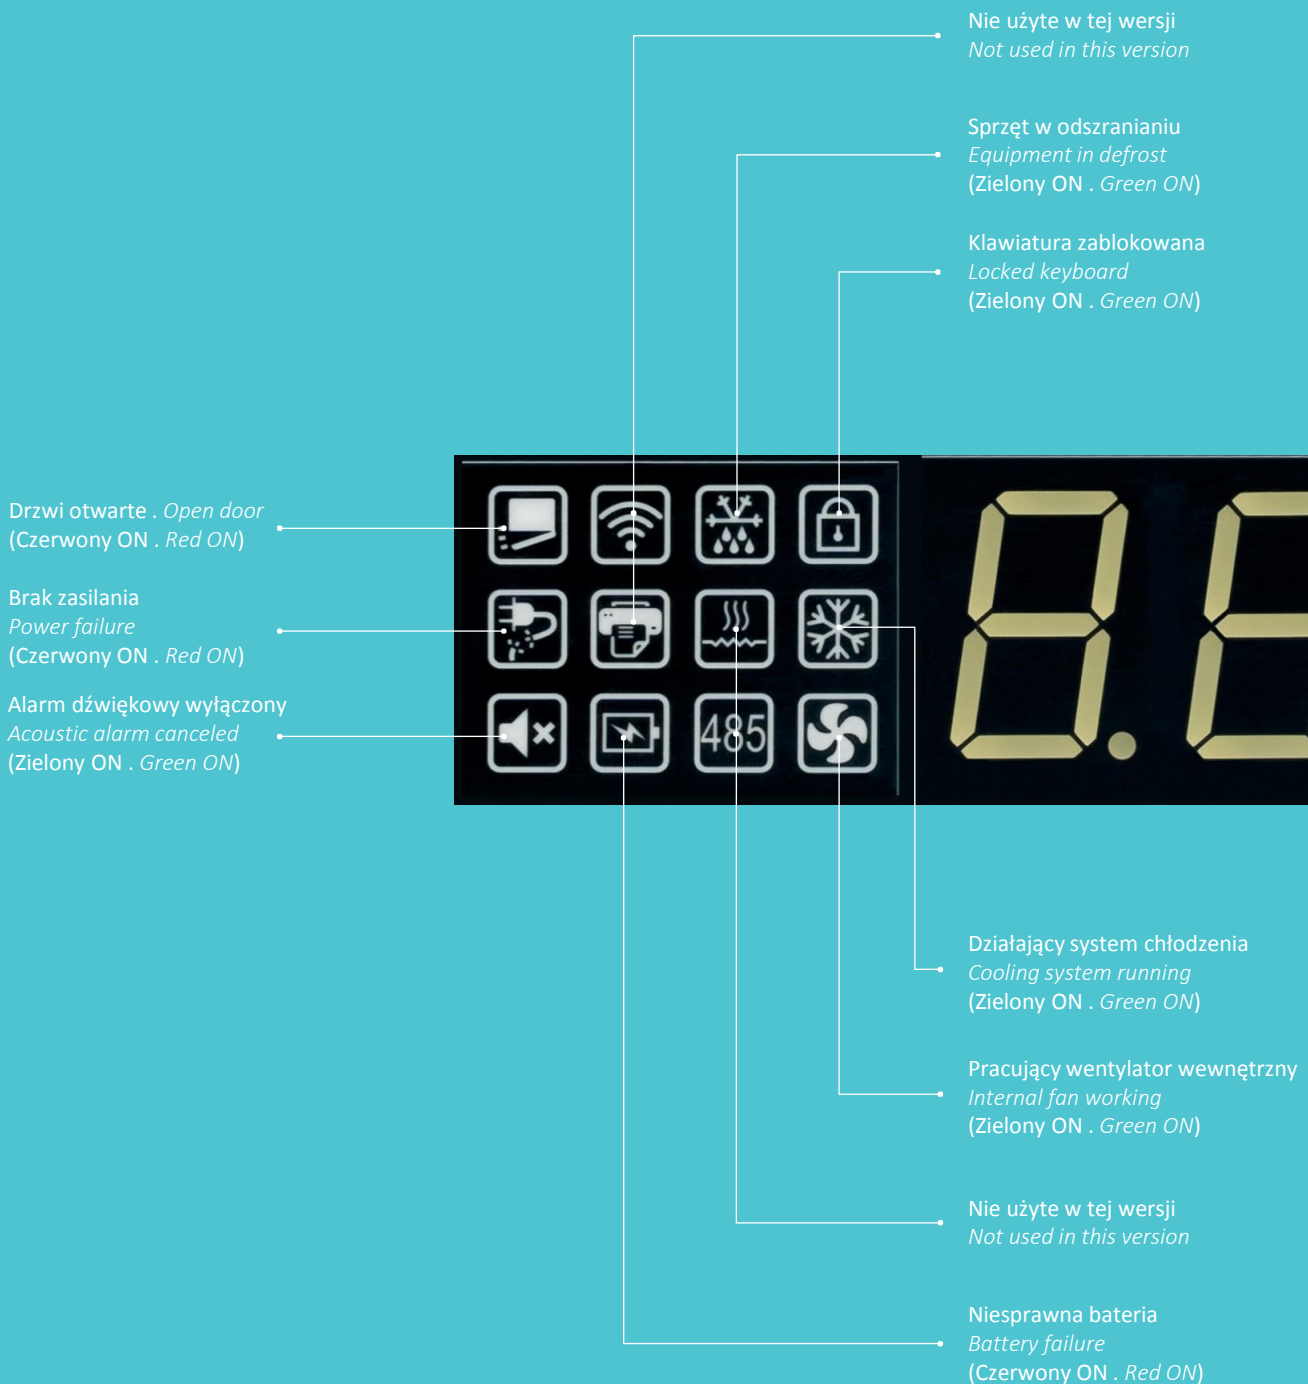 Nie użyte w tej wersji
Not used in this version
Sprzęt w odszranianiu
Equipment in defrost
(Zielony ON . Green ON)
Klawiatura zablokowana
Locked keyboard
(Zielony ON . Green ON)
Drzwi otwarte . Open door
(Czerwony ON . Red ON)
Brak zasilania
Power failure
(Czerwony ON . Red ON)
Alarm dźwiękowy wyłączony
Acoustic alarm canceled
(Zielony ON . Green ON)
485
8.8
Działający system chłodzenia
Cooling system running
(Zielony ON . Green ON)
Pracujący wentylator wewnętrzny
Internal fan working
(Zielony ON . Green ON)
Nie użyte w tej wersji
Not used in this version
Niesprawna bateria
Battery failure
(Czerwony ON . Red ON)